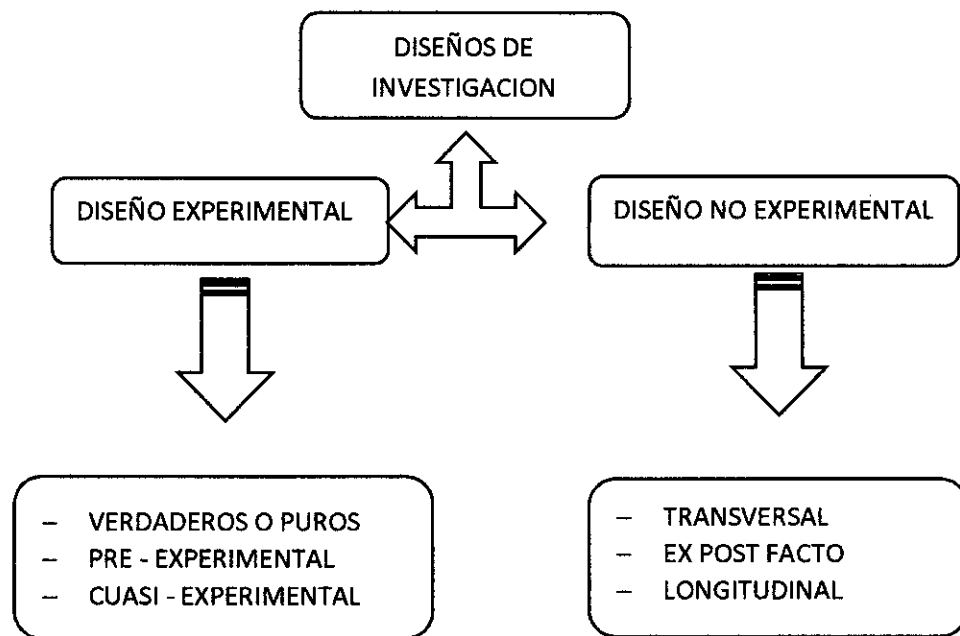 DISEÑOS DE
INVESTIGACION
DISEÑO EXPERIMENTAL
DISEÑO NO EXPERIMENTAL
– VERDADEROS O PUROS
– PRE - EXPERIMENTAL
– CUASI - EXPERIMENTAL
– TRANSVERSAL
– EX POST FACTO
– LONGITUDINAL